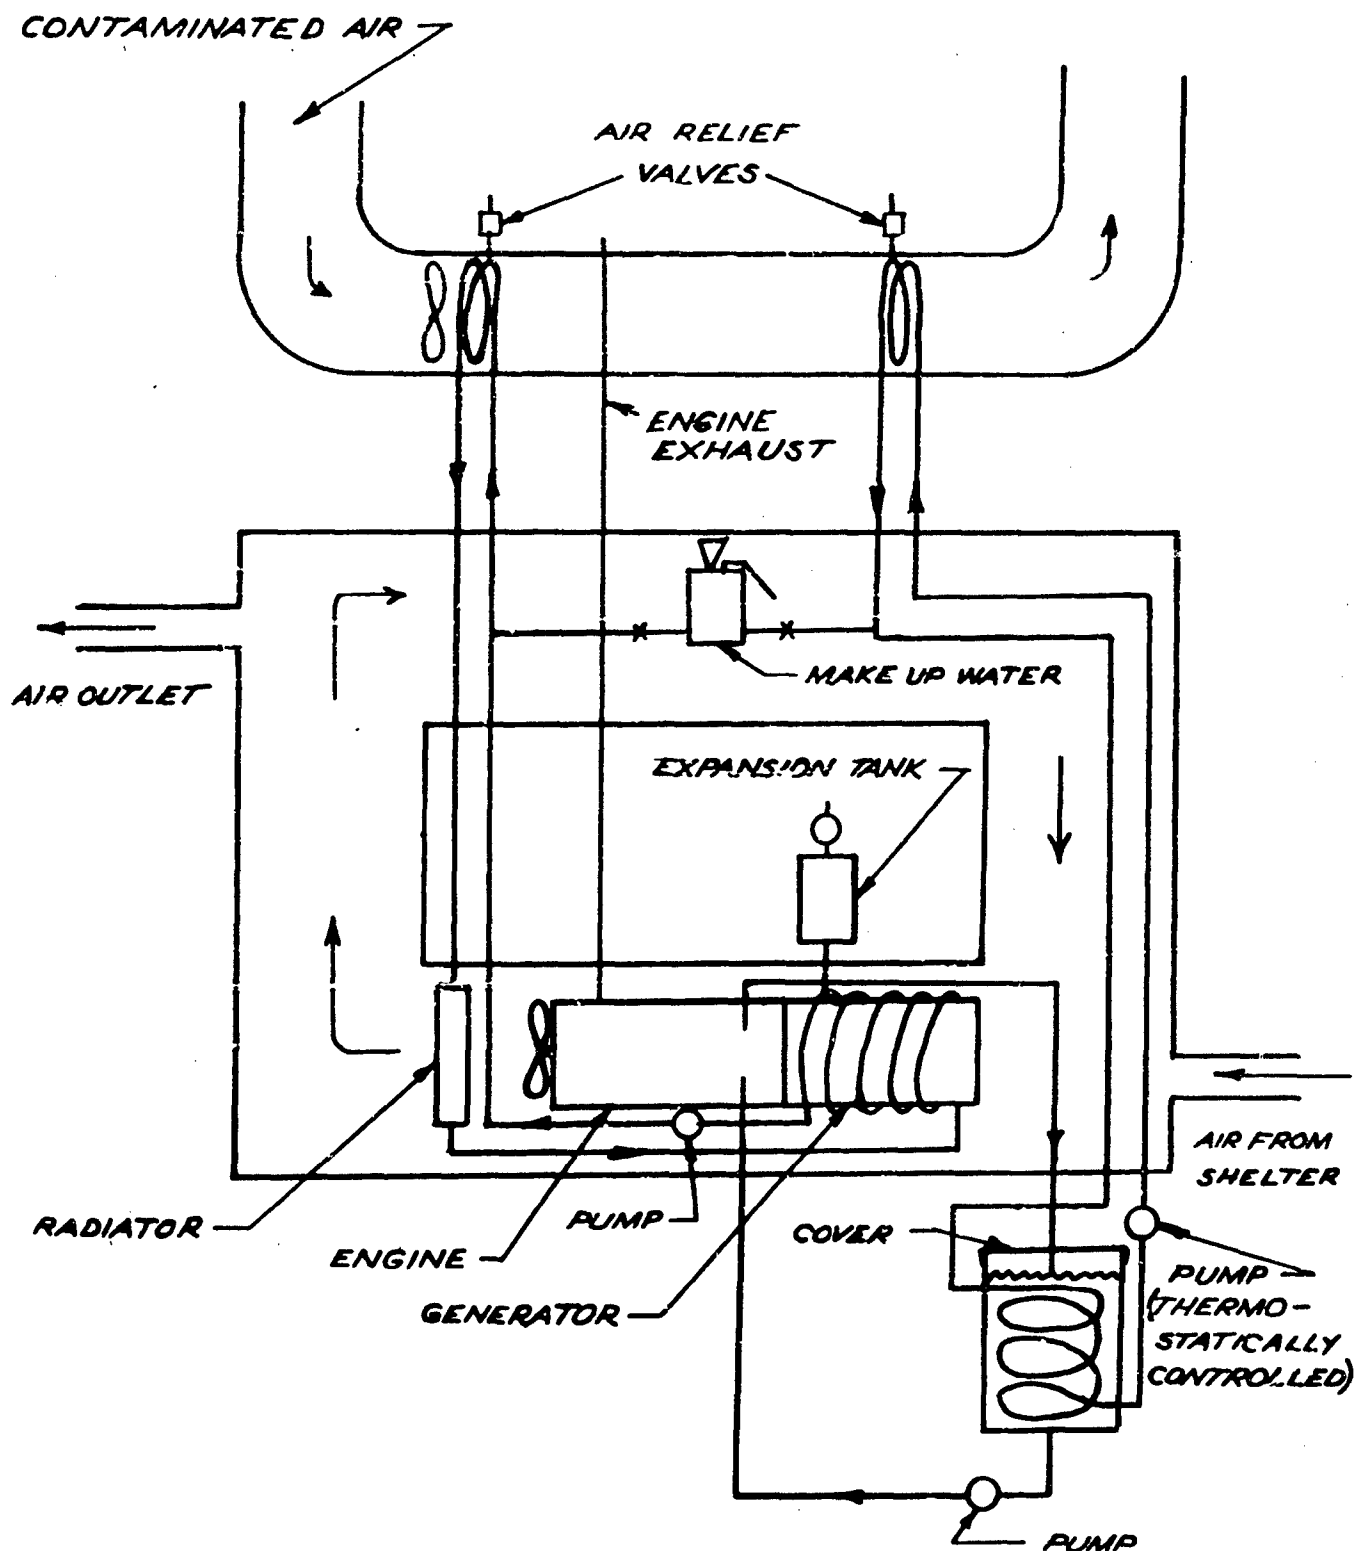 CONTAMINATED AIR
AIR RELIEF
VALVES
ENGINE
EXHAUST
MAKE UP WATER
AIR OUTLET
EXPANSION TANK
AIR FROM
SHELTER
RADIATOR
PUMP
COVER
ENGINE
PUMP
(THERMO-
STATICALLY
CONTROLLED)
GENERATOR
PUMP